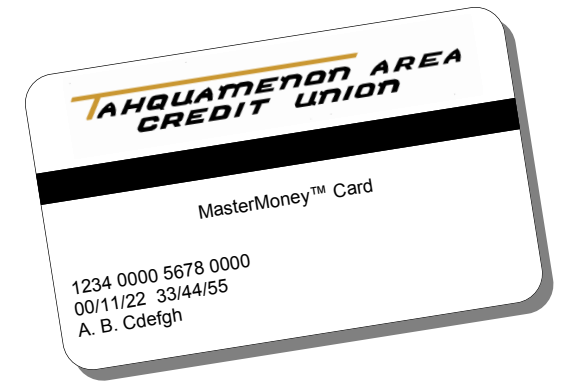 TAHQUAMENON AREA
CREDIT UNION
MasterMoney™ Card
1234 0000 5678 0000
00/11/22 33/44/55
A. B. Cdefgh